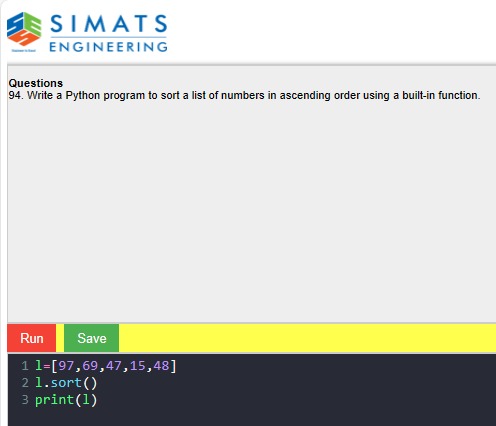 SIMATS
ENGINEERING
Questions
94. Write a Python program to sort a list of numbers in ascending order using a built-in function.
Run Save
1 l=[97,69,47,15,48]
2 l.sort()
3 print(l)